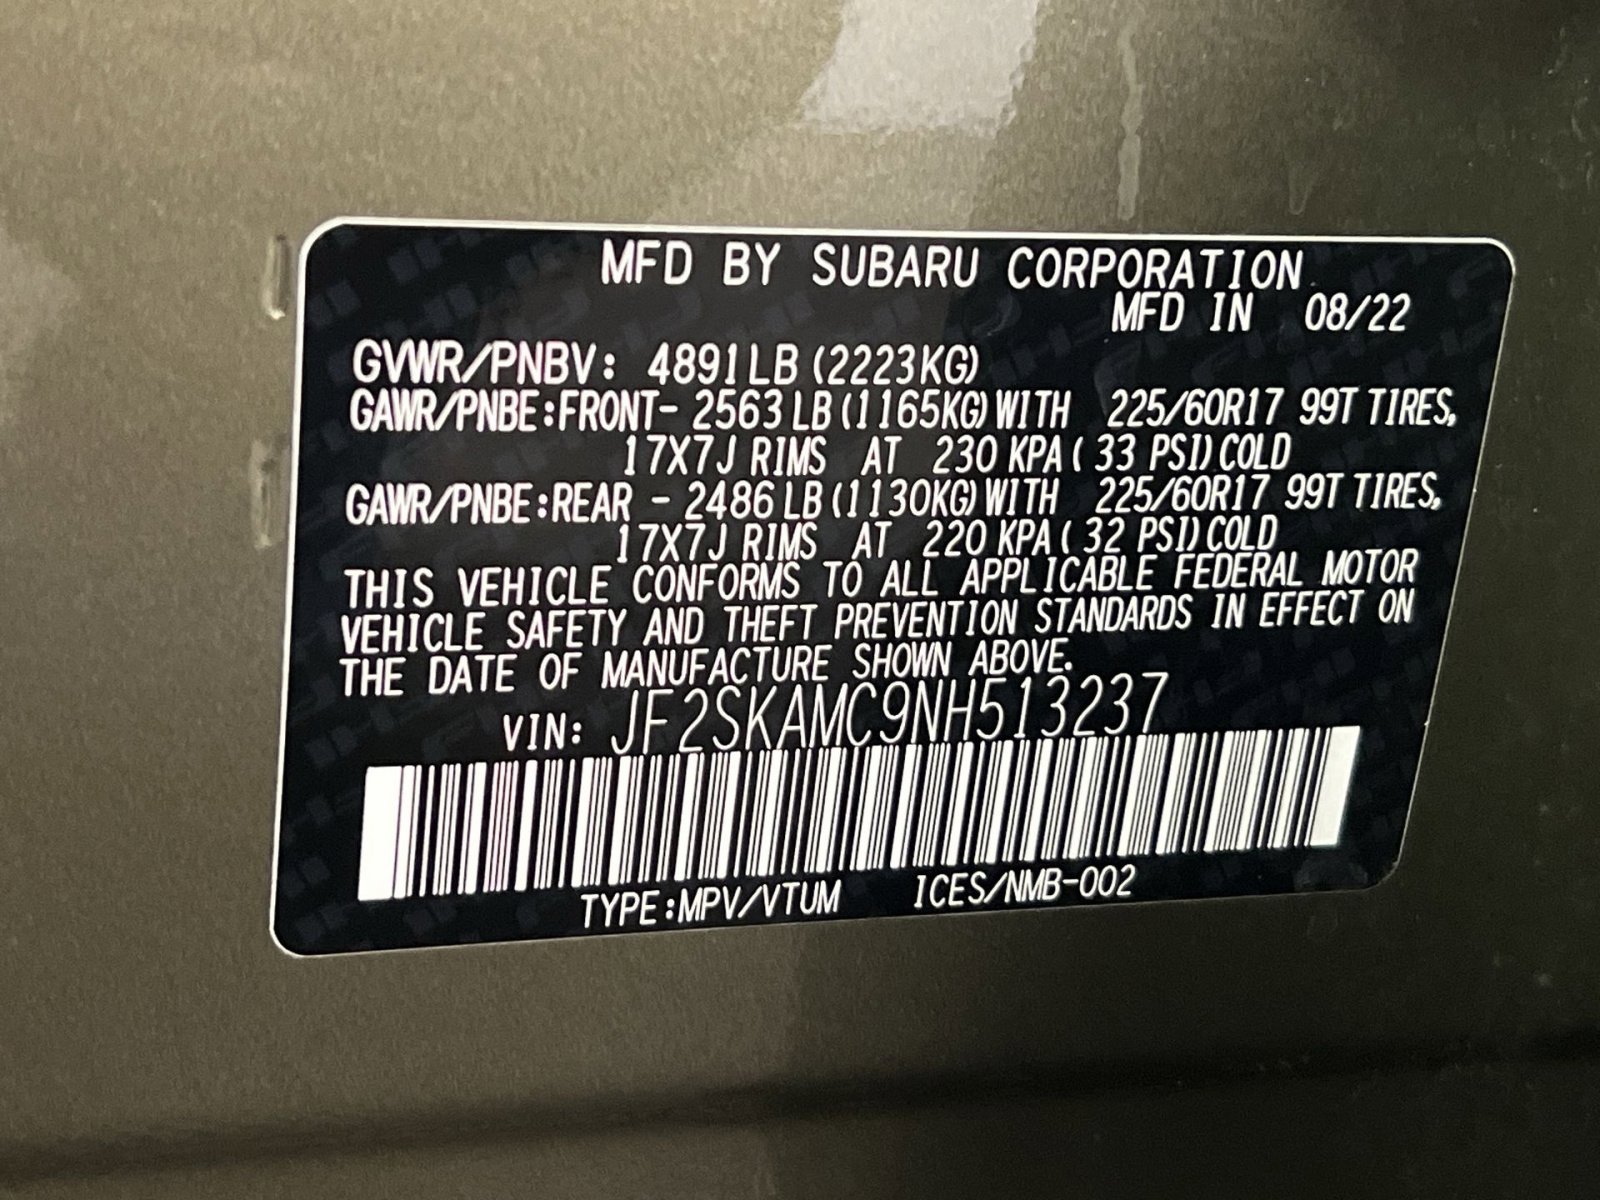 MFD BY SUBARU CORPORATION
MFD IN 08/22
GVWR/PNBV: 4891LB (2223KG)
GAWR/PNBE:FRONT- 2563 LB (1165KG) WITH 225/60R17 99T TIRES,
17X7J RIMS AT 230 KPA ( 33 PSI) COLD
GAWR/PNBE:REAR - 2486 LB (1130KG) WITH 225/60R17 99T TIRES,
17X7J RIMS AT 220 KPA ( 32 PSI) COLD
THIS VEHICLE CONFORMS TO ALL APPLICABLE FEDERAL MOTOR
VEHICLE SAFETY AND THEFT PREVENTION STANDARDS IN EFFECT ON
THE DATE OF MANUFACTURE SHOWN ABOVE.
VIN: JF2SKAMC9NH513237
TYPE:MPV/VTUM ICES/NMB-002